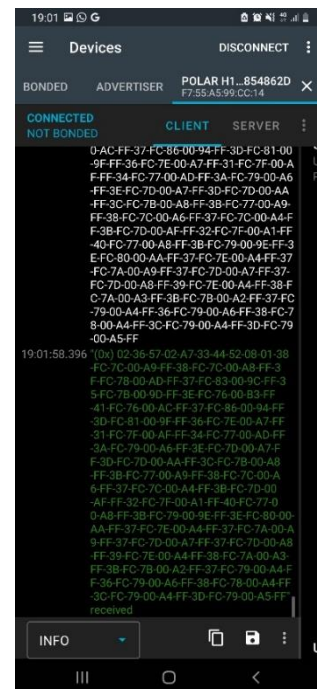 19:01
Devices
DISCONNECT
BONDED
ADVERTISER
POLAR H1...854862D
F7:55:A5:99:CC:14
CONNECTED
NOT BONDED
CLIENT
SERVER
0-AC-FF-37-FC-86-00-94-FF-3D-FC-81-00
-9F-FF-36-FC-7E-00-A7-FF-31-FC-7F-00-A
F-FF-34-FC-77-00-AD-FF-3A-FC-79-00-A6
-FF-3E-FC-7D-00-A7-FF-3D-FC-7D-00-AA
-FF-3C-FC-7B-00-A8-FF-3B-FC-77-00-A9-
FF-38-FC-7C-00-A6-FF-37-FC-7C-00-A4-F
F-3B-FC-7D-00-AF-FF-32-FC-7F-00-A1-FF
-40-FC-77-00-A8-FF-3B-FC-79-00-9E-FF-3
E-FC-80-00-AA-FF-37-FC-7E-00-A4-FF-37
-FC-7A-00-A9-FF-37-FC-7D-00-A7-FF-37-
FC-7D-00-A8-FF-39-FC-7E-00-A4-FF-38-F
C-7A-00-A3-FF-3B-FC-7B-00-A2-FF-37-FC
-79-00-A4-FF-36-FC-79-00-A6-FF-38-FC-7
8-00-A4-FF-3C-FC-79-00-A4-FF-3D-FC-79
-00-A5-FF
19:01:58.396 "(0x) 02-36-57-02-A7-33-44-52-08-01-38
-FC-7C-00-A9-FF-38-FC-7C-00-A8-FF-3
F-FC-78-00-AD-FF-37-FC-83-00-9C-FF-3
5-FC-7B-00-9D-FF-3E-FC-76-00-B3-FF
-41-FC-76-00-AC-FF-37-FC-86-00-94-FF
-3D-FC-81-00-9F-FF-36-FC-7E-00-A7-FF
-31-FC-7F-00-AF-FF-34-FC-77-00-AD-FF
-3A-FC-79-00-A6-FF-3E-FC-7D-00-A7-F
F-3D-FC-7D-00-AA-FF-3C-FC-7B-00-A8
-FF-3B-FC-77-00-A9-FF-38-FC-7C-00-A
6-FF-37-FC-7C-00-A4-FF-3B-FC-7D-00
-AF-FF-32-FC-7F-00-A1-FF-40-FC-77-0
0-A8-FF-3B-FC-79-00-9E-FF-3E-FC-80-00-
AA-FF-37-FC-7E-00-A4-FF-37-FC-7A-00-A
9-FF-37-FC-7D-00-A7-FF-37-FC-7D-00-A8
-FF-39-FC-7E-00-A4-FF-38-FC-7A-00-A3-
FF-3B-FC-7B-00-A2-FF-37-FC-79-00-A4-F
F-36-FC-79-00-A6-FF-38-FC-78-00-A4-FF
-3C-FC-79-00-A4-FF-3D-FC-79-00-A5-FF"
received
INFO